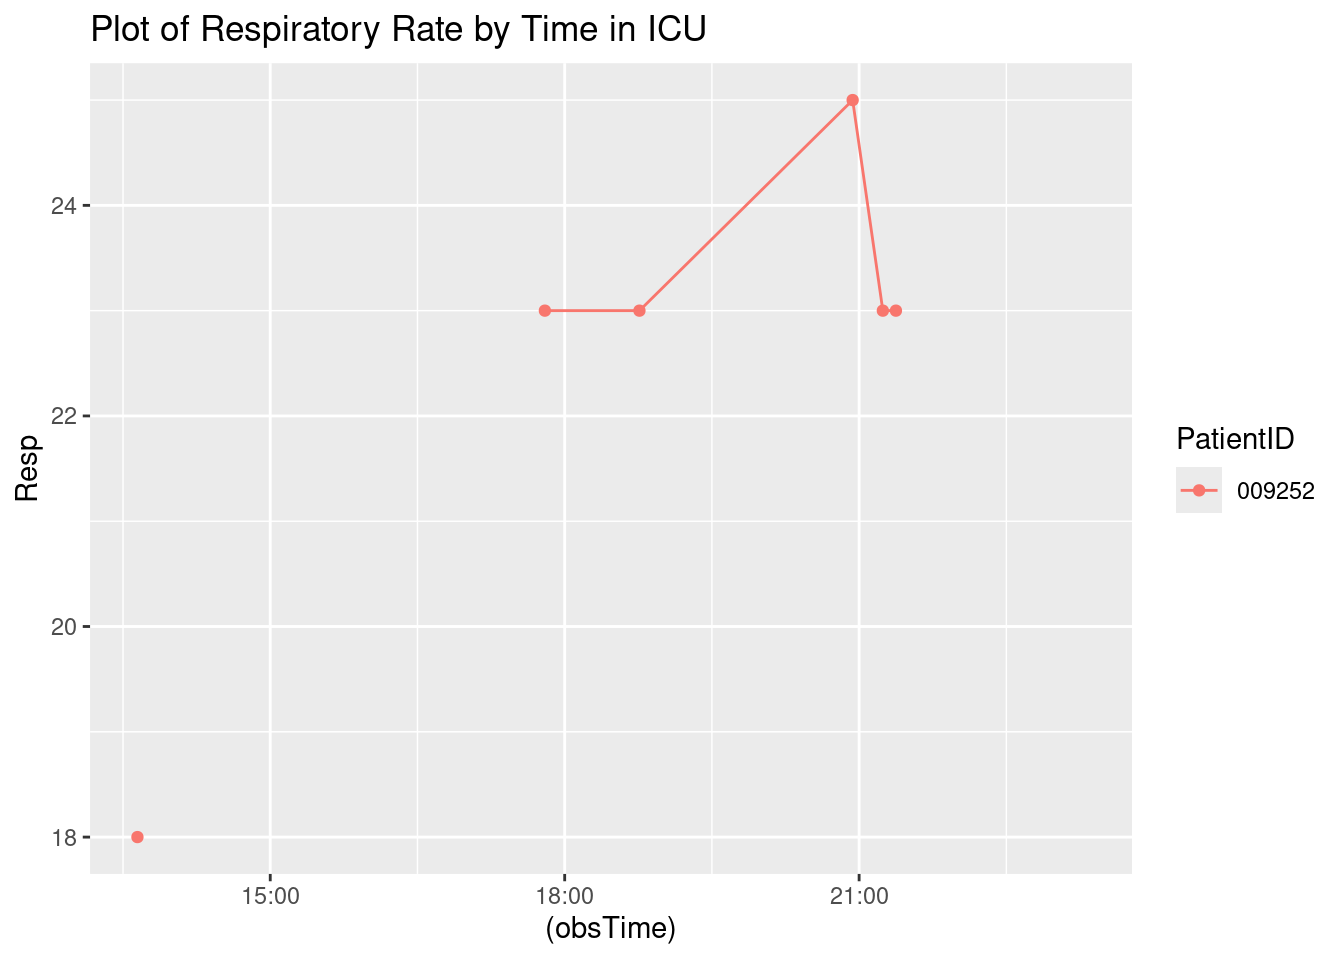 Plot of Respiratory Rate by Time in ICU
24
22
20
18
Resp
15:00 18:00 21:00
(obsTime)
PatientID
009252